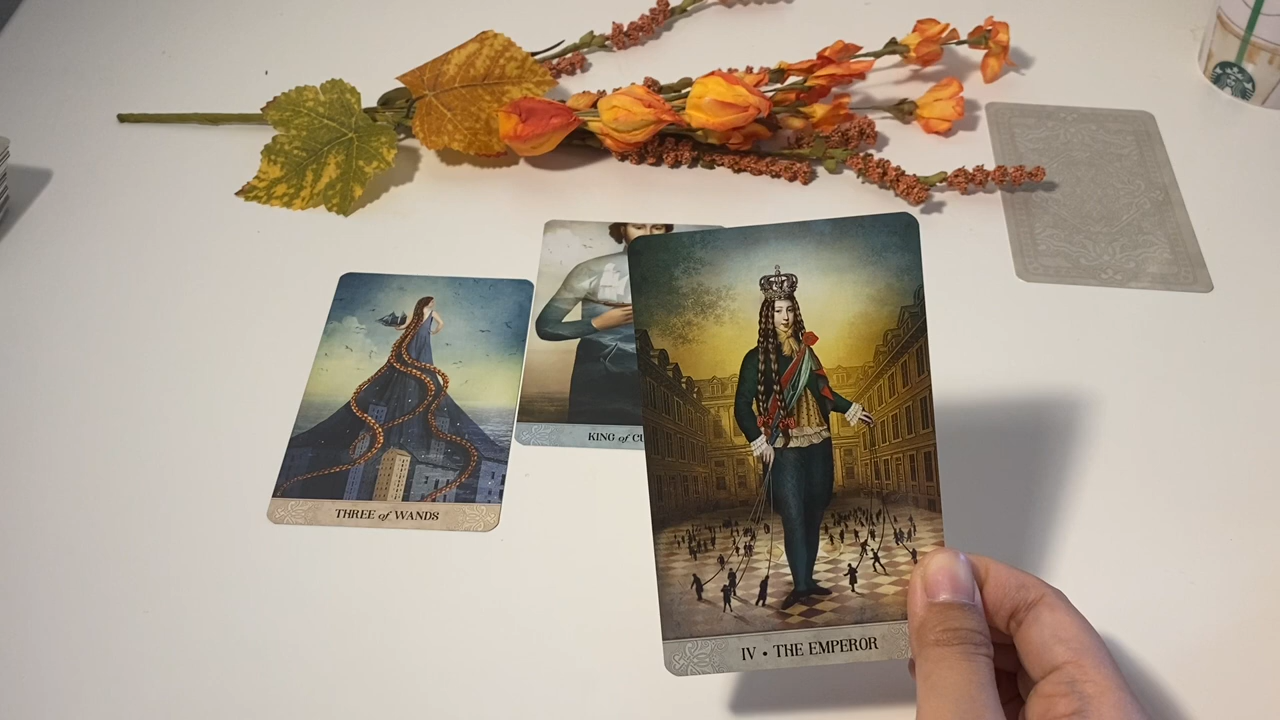 THREE of WANDS
KING of CU
IV • THE EMPEROR